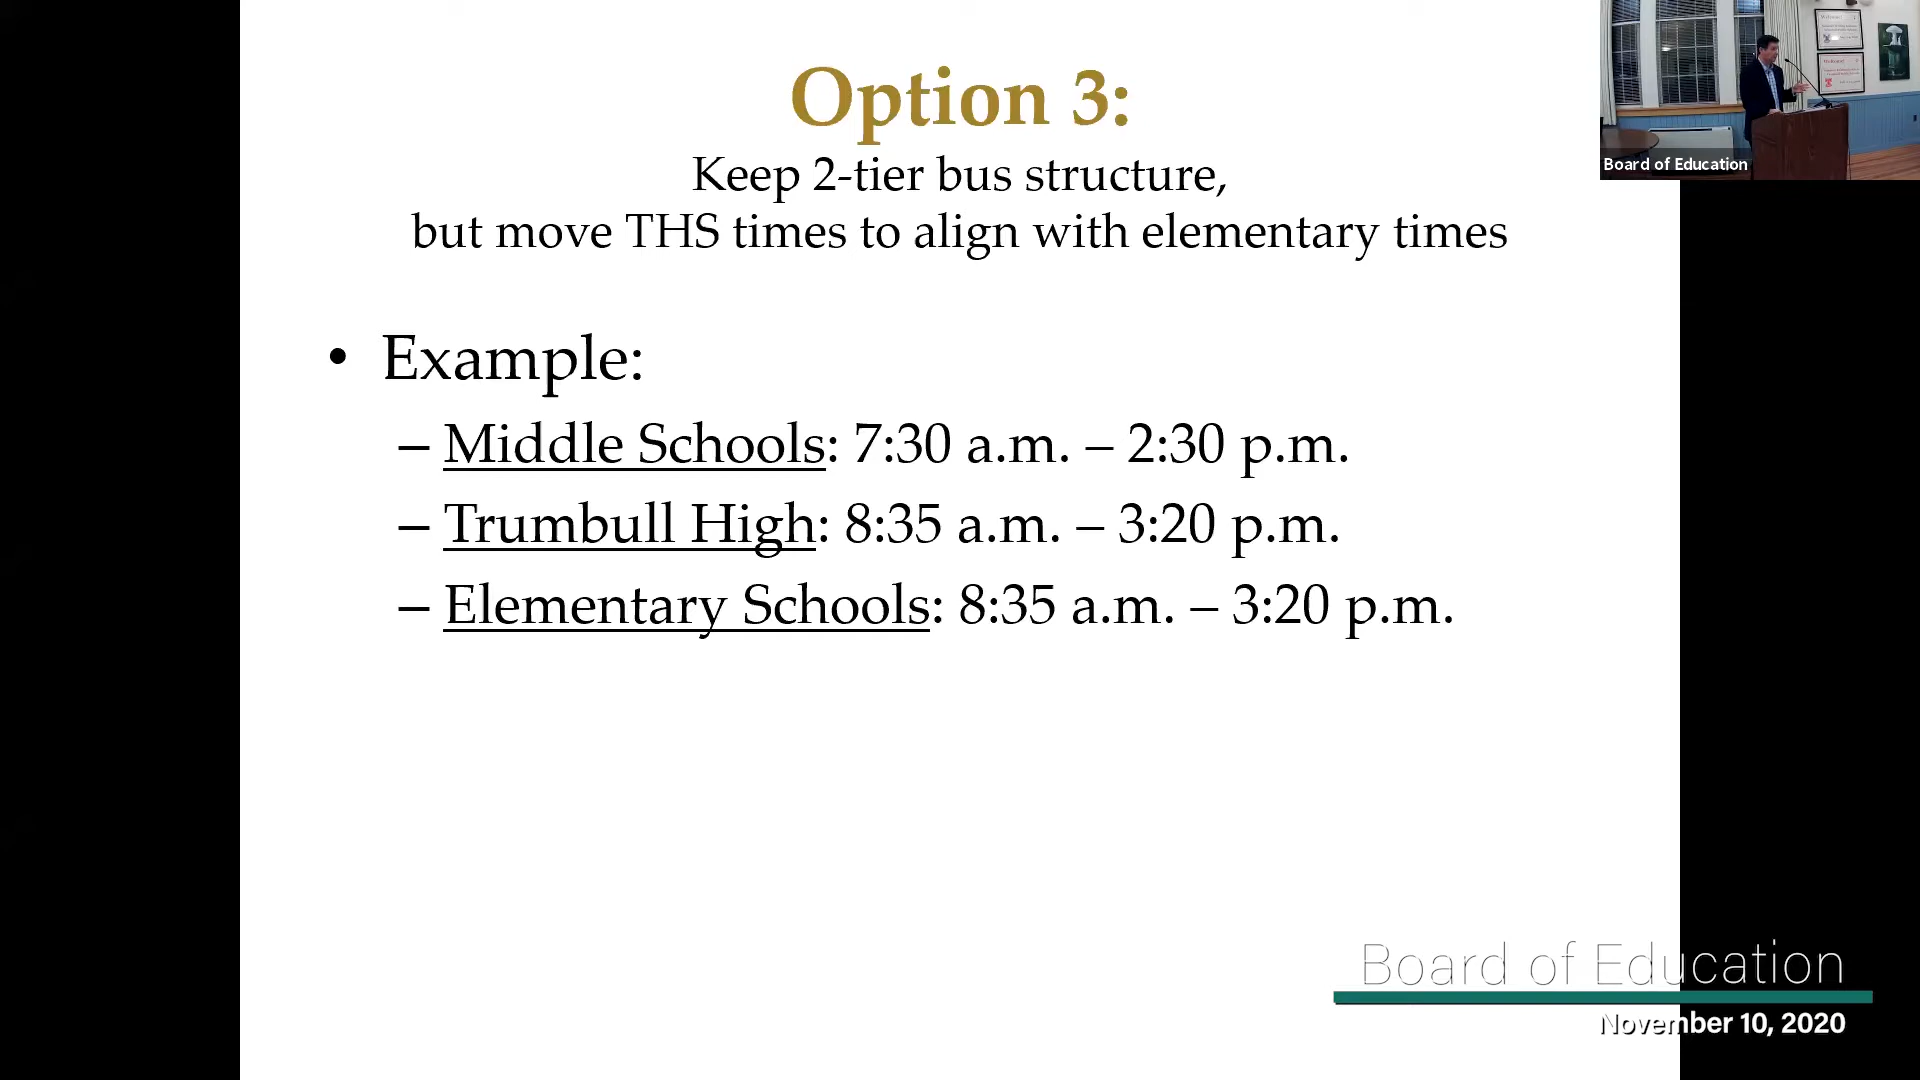 Option 3:
Keep 2-tier bus structure,
but move THS times to align with elementary times
• Example:
– Middle Schools: 7:30 a.m. – 2:30 p.m.
– Trumbull High: 8:35 a.m. – 3:20 p.m.
– Elementary Schools: 8:35 a.m. – 3:20 p.m.
Board of Education
Board of Education
November 10, 2020